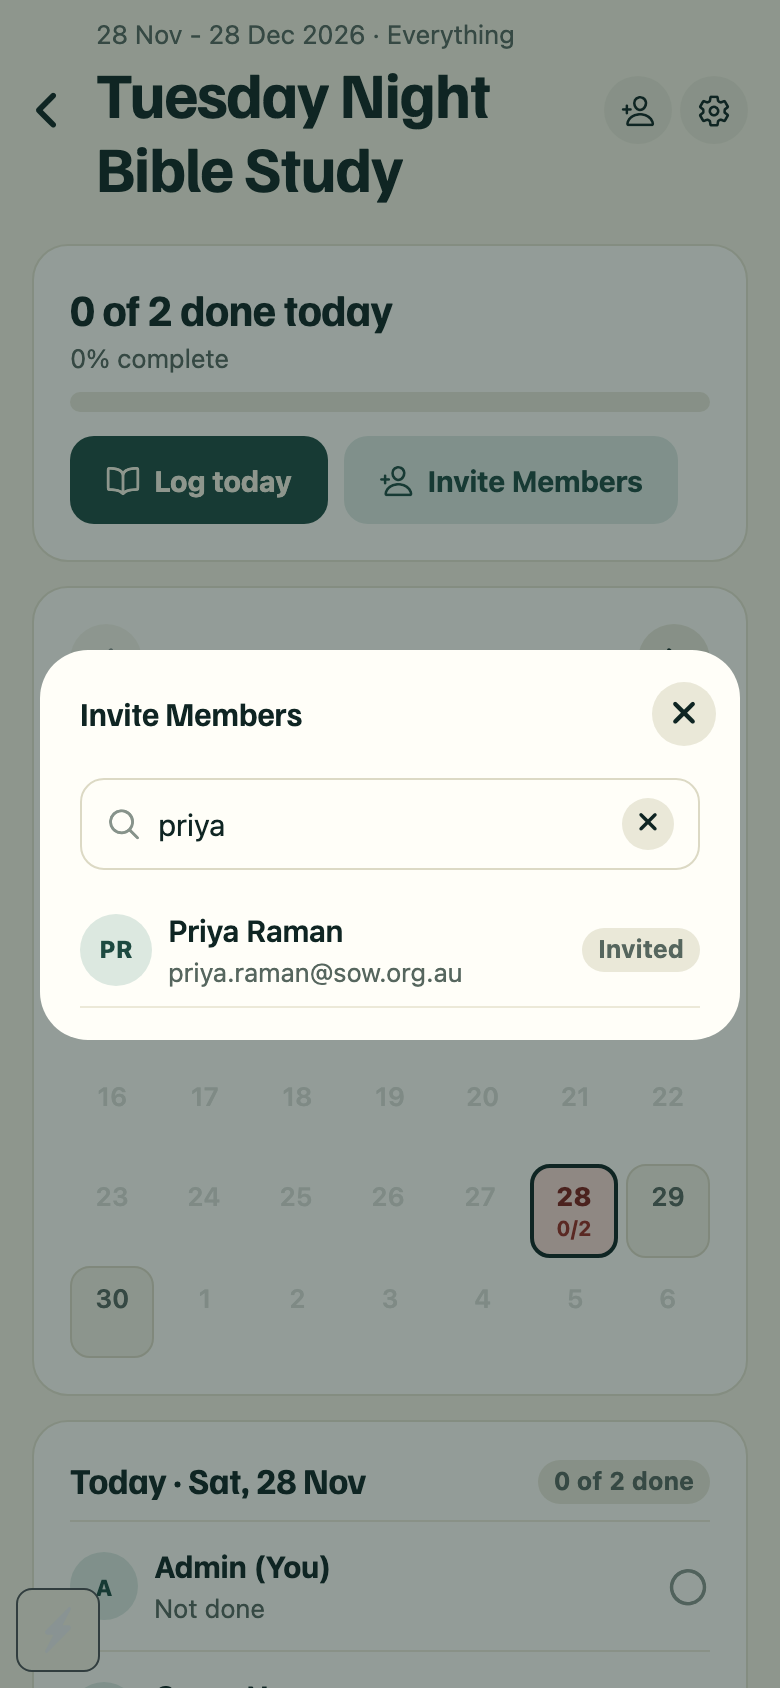 28 Nov - 28 Dec 2026 · Everything
Tuesday Night
Bible Study
0 of 2 done today
0% complete
Log today
Invite Members
Invite Members
priya
PR
Priya Raman
priya.raman@sow.org.au
Invited
16 17 18 19 20 21 22
23 24 25 26 27 28 29
0/2
30 1 2 3 4 5 6
Today · Sat, 28 Nov
0 of 2 done
A
Admin (You)
Not done